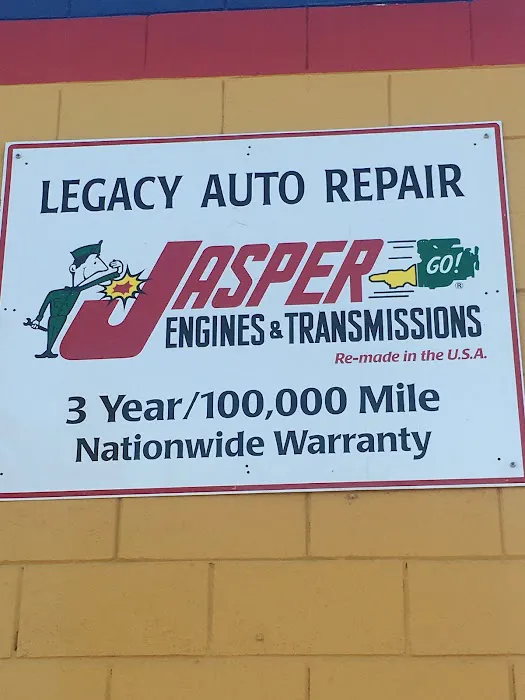 LEGACY AUTO REPAIR
JASPER GO!
®
ENGINES & TRANSMISSIONS
Re-made in the U.S.A.
3 Year/100,000 Mile
Nationwide Warranty